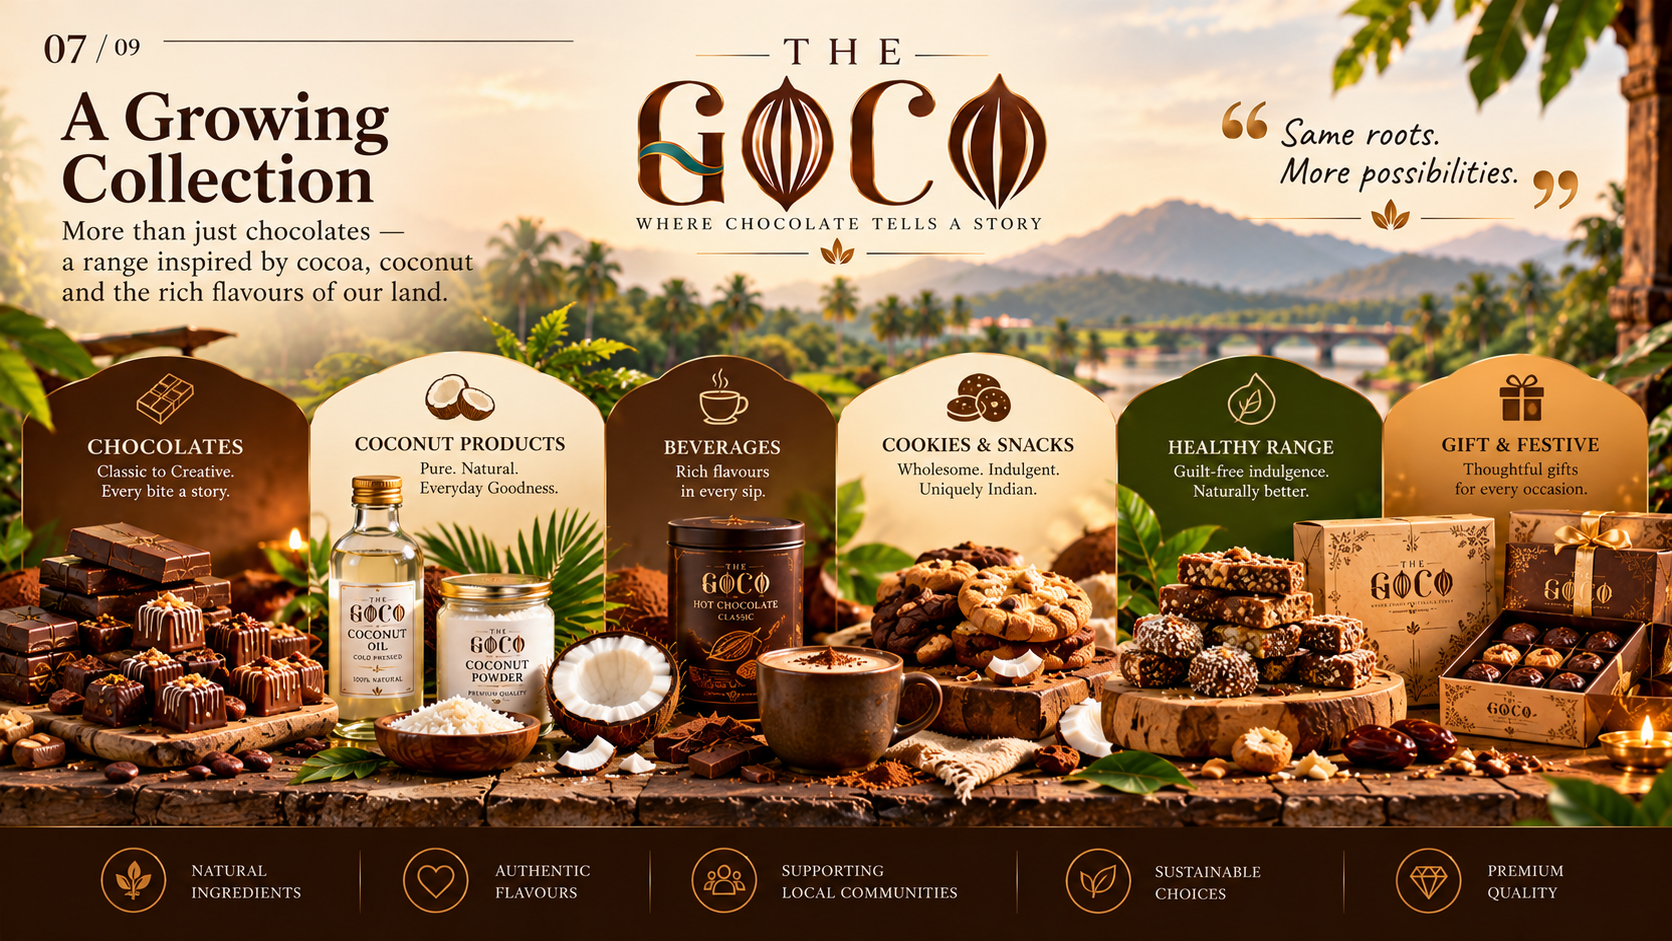 07 / 09
A Growing
Collection
More than just chocolates —
a range inspired by cocoa, coconut
and the rich flavours of our land.
THE
GOCO
WHERE CHOCOLATE TELLS A STORY
“ Same roots.
More possibilities. ”
CHOCOLATES
Classic to Creative.
Every bite a story.
COCONUT PRODUCTS
Pure. Natural.
Everyday Goodness.
BEVERAGES
Rich flavours
in every sip.
COOKIES & SNACKS
Wholesome. Indulgent.
Uniquely Indian.
HEALTHY RANGE
Guilt-free indulgence.
Naturally better.
GIFT & FESTIVE
Thoughtful gifts
for every occasion.
THE
GOCO
COCONUT
OIL
COLD PRESSED
100% NATURAL
THE
GOCO
COCONUT
POWDER
PREMIUM QUALITY
THE
GOCO
HOT CHOCOLATE
CLASSIC
THE
GOCO
THE
GOCO
GOCO
NATURAL
INGREDIENTS
AUTHENTIC
FLAVOURS
SUPPORTING
LOCAL COMMUNITIES
SUSTAINABLE
CHOICES
PREMIUM
QUALITY